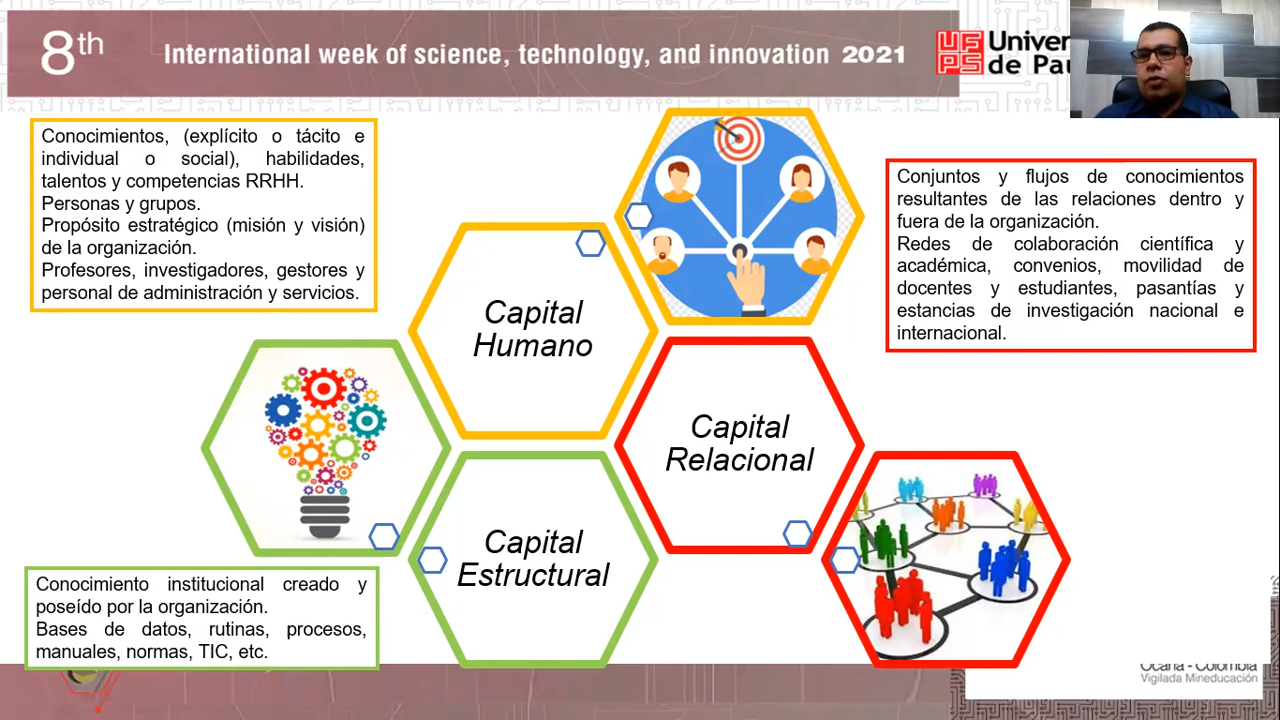 8th
International week of science, technology, and innovation 2021
UF
PS
Univer
de Pau
Conocimientos, (explícito o tácito e
individual o social), habilidades,
talentos y competencias RRHH.
Personas y grupos.
Propósito estratégico (misión y visión)
de la organización.
Profesores, investigadores, gestores y
personal de administración y servicios.
Conjuntos y flujos de conocimientos
resultantes de las relaciones dentro y
fuera de la organización.
Redes de colaboración científica y
académica, convenios, movilidad de
docentes y estudiantes, pasantías y
estancias de investigación nacional e
internacional.
Capital
Humano
Capital
Relacional
Capital
Estructural
Conocimiento institucional creado y
poseído por la organización.
Bases de datos, rutinas, procesos,
manuales, normas, TIC, etc.
Ocaña - Colombia
Vigilada Mineducación